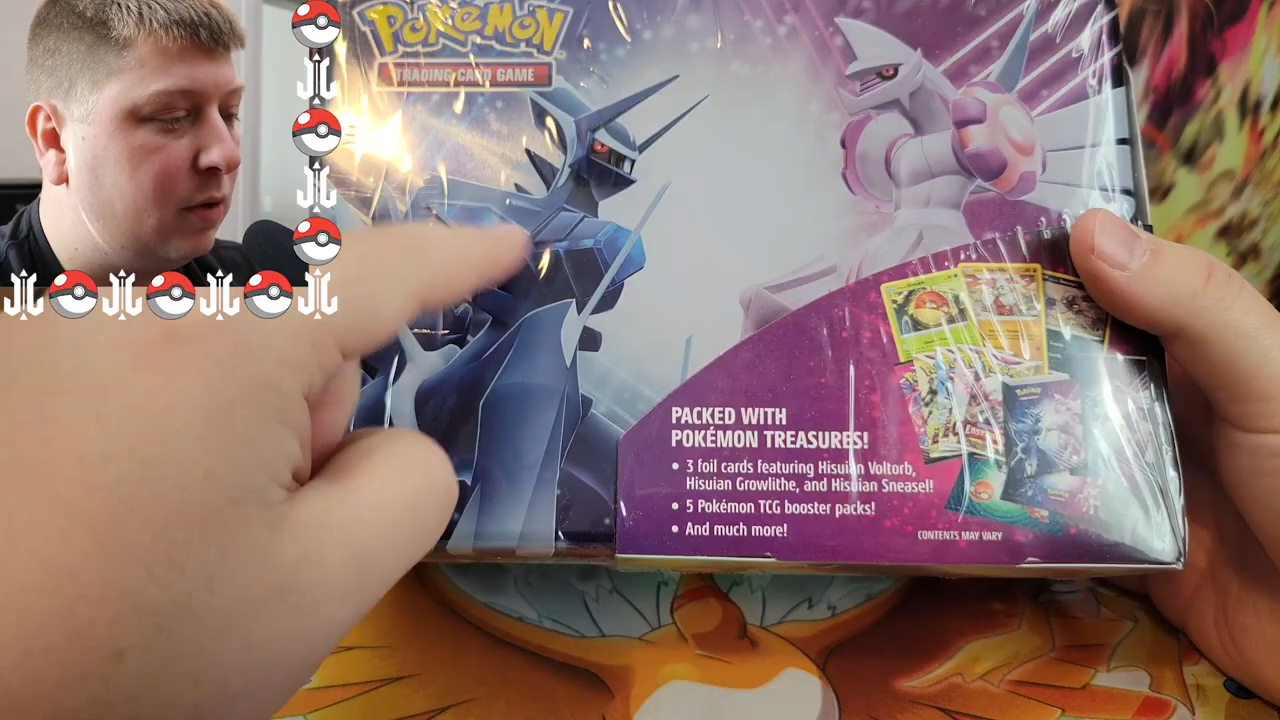 POKéMON
TRADING CARD GAME
PACKED WITH
POKÉMON TREASURES!
• 3 foil cards featuring Hisuian Voltorb,
Hisuian Growlithe, and Hisuian Sneasel!
• 5 Pokémon TCG booster packs!
• And much more!
CONTENTS MAY VARY